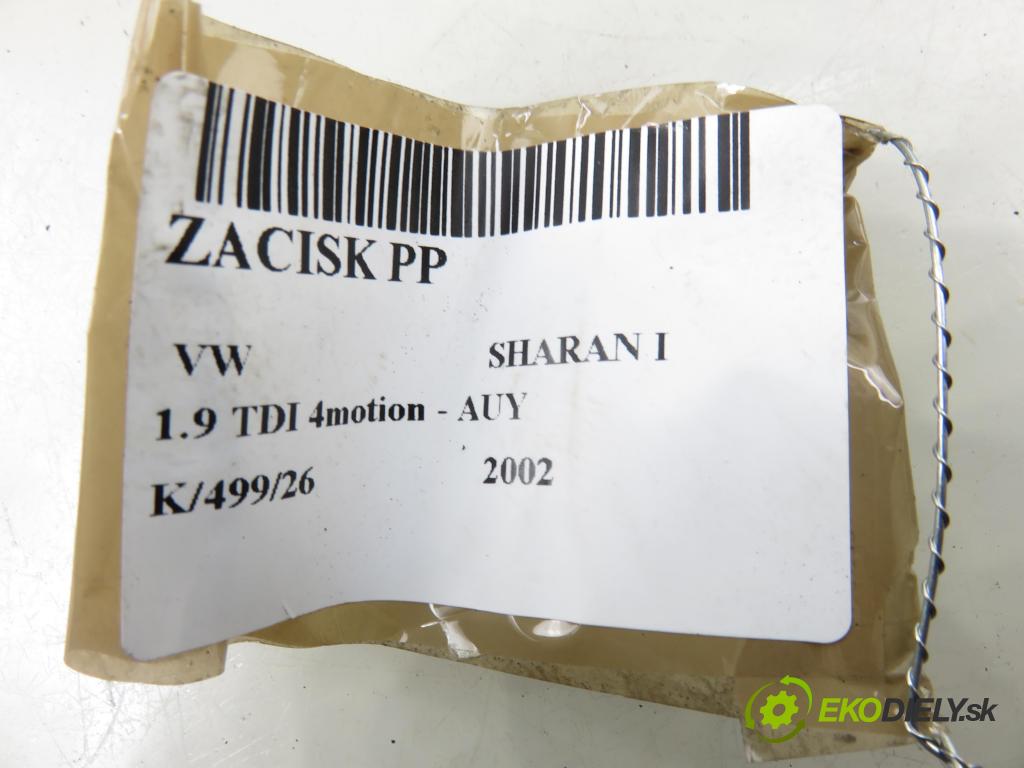 ZACISK PP
VW SHARAN I
1.9 TDI 4motion - AUY
K/499/26 2002
EKODIELY.sk